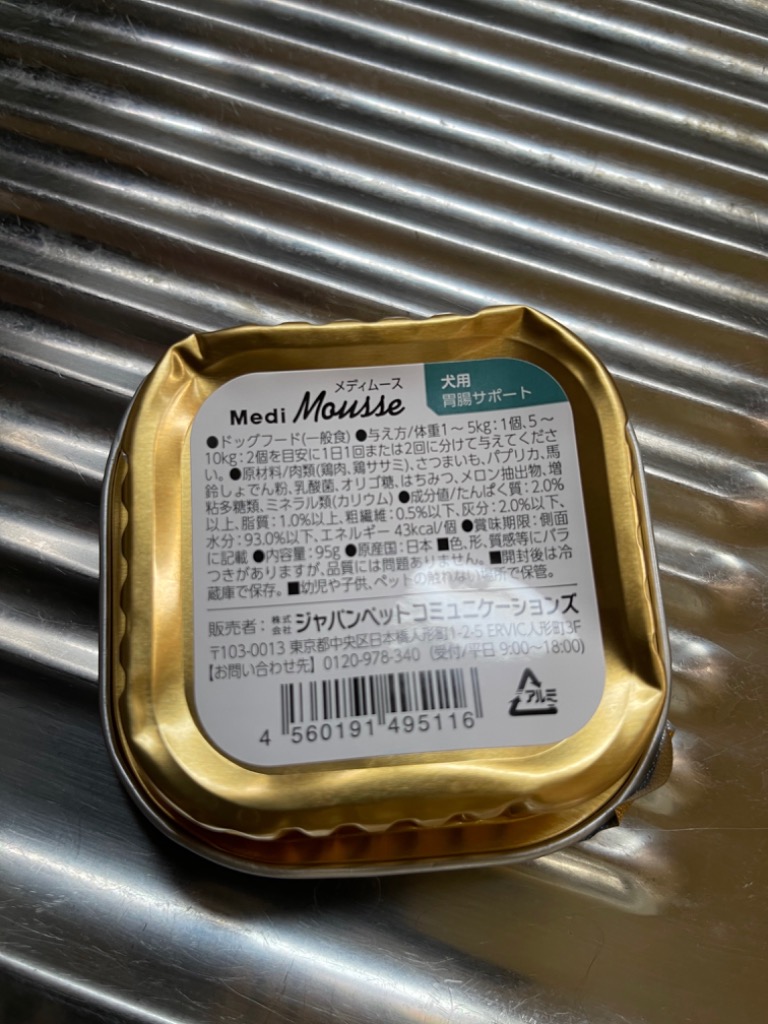 メディムース
Medi Mousse
犬用
胃腸サポート
●ドッグフード(一般食) ●与え方/体重1～5kg:1個、5～
10kg:2個を目安に1日1回または2回に分けて与えてくださ
い。●原材料/肉類(鶏肉、鶏ササミ)、さつまいも、パプリカ、馬
鈴しょでん粉、乳酸菌、オリゴ糖、はちみつ、メロン抽出物、増
粘多糖類、ミネラル類(カリウム) ●成分値/たんぱく質:2.0%
以上、脂質:1.0%以上、粗繊維:0.5%以下、灰分:2.0%以下、
水分:93.0%以下、エネルギー 43kcal/個 ●賞味期限:側面
に記載 ●内容量:95g ●原産国:日本 ■色、形、質感等にバラ
つきがありますが、品質には問題ありません。■開封後は冷
蔵庫で保存。■幼児や子供、ペットの触れない場所で保管。
販売者:株式会社ジャパンペットコミュニケーションズ
〒103-0013 東京都中央区日本橋人形町1-2-5 ERVIC人形町3F
【お問い合わせ先】0120-978-340 (受付/平日 9:00～18:00)
アルミ
4 560191 495116